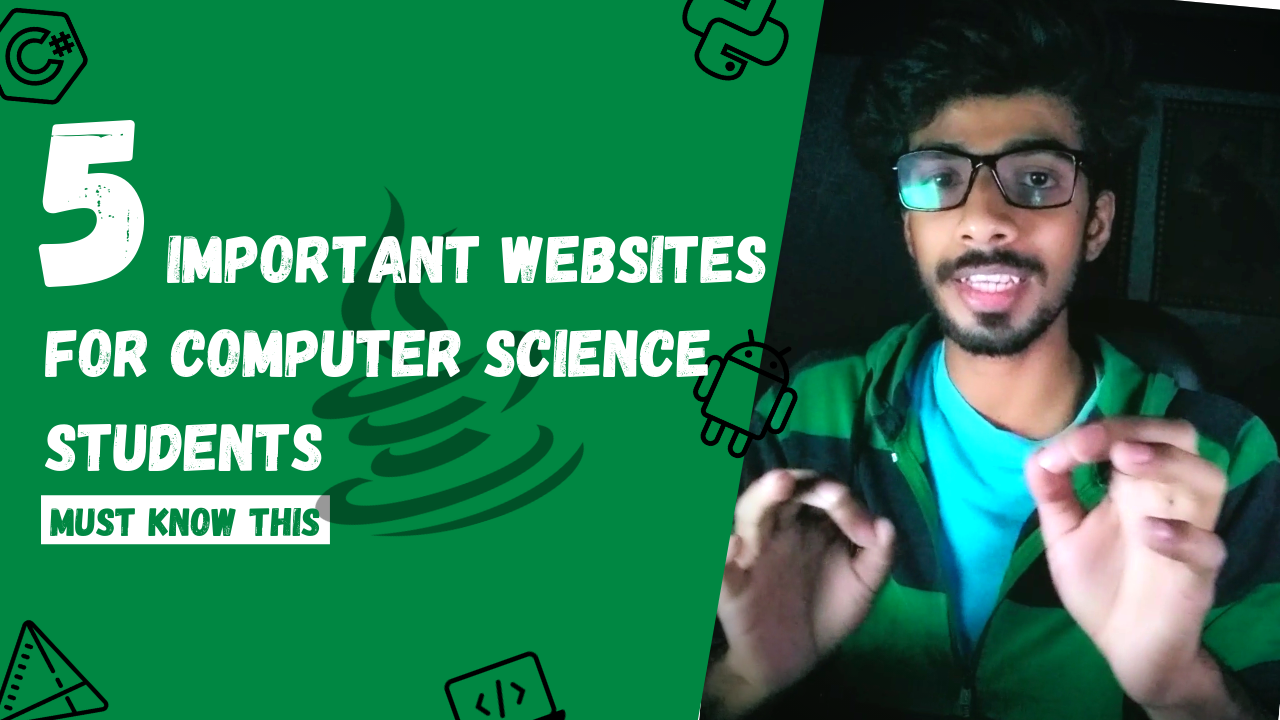 C#
5 IMPORTANT WEBSITES
FOR COMPUTER SCIENCE
STUDENTS
MUST KNOW THIS
</>